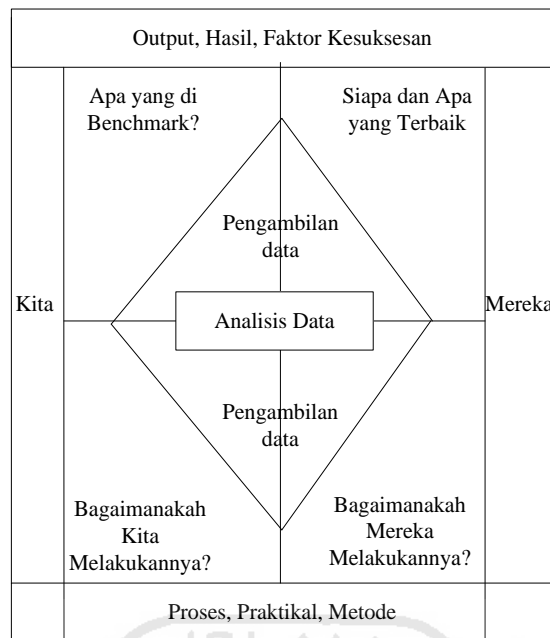 Output, Hasil, Faktor Kesuksesan
Apa yang di
Benchmark?
Siapa dan Apa
yang Terbaik
Pengambilan
data
Kita
Analisis Data
Mereka
Pengambilan
data
Bagaimanakah
Kita
Melakukannya?
Bagaimanakah
Mereka
Melakukannya?
Proses, Praktikal, Metode